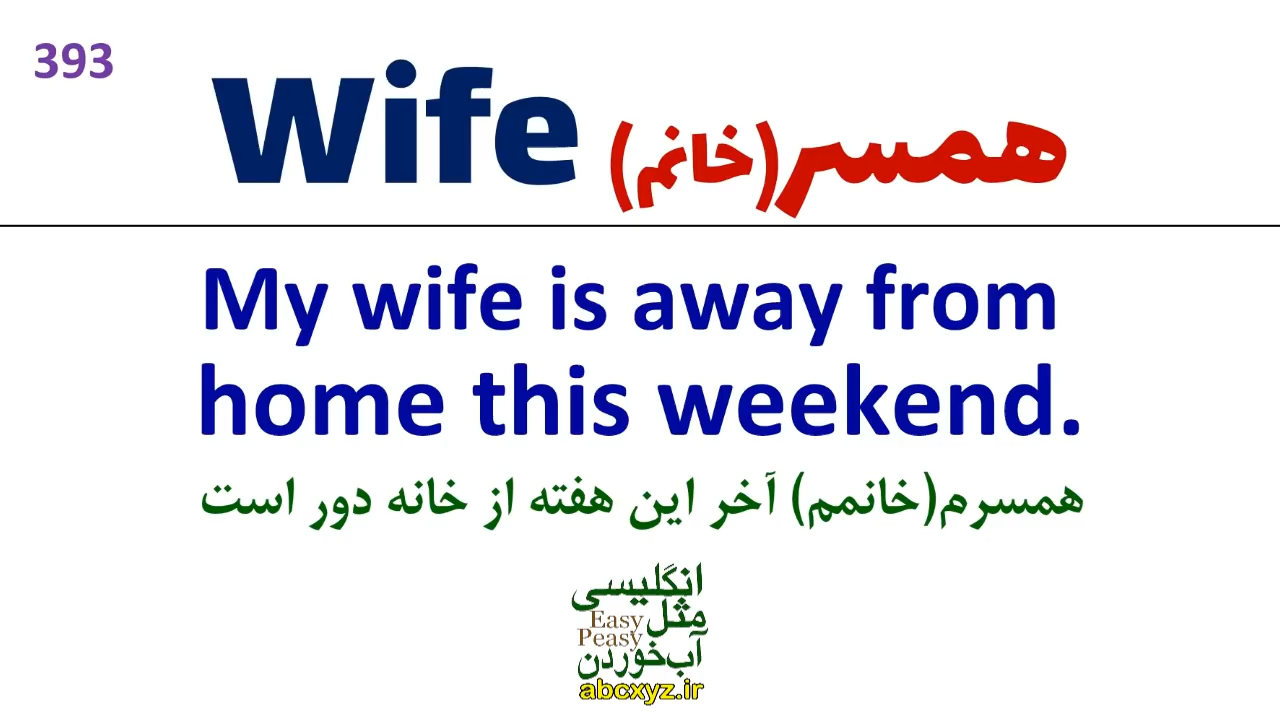 393
Wife همسر(خانم)
My wife is away from
home this weekend.
همسرم(خانمم) آخر این هفته از خانه دور است
انگلیسی
مثل Easy
Peasy
آب‌خوردن
abcxyz.ir